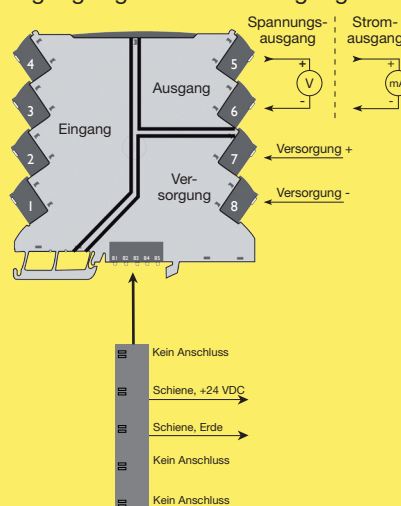 Spannungs-
ausgang
Strom-
ausgang
4
5
+
V
-
+
mA
-
Ausgang
3
6
Eingang
2
7
Versorgung +
Ver-
sorgung
1
8
Versorgung -
B1 B2 B3 B4 B5
Kein Anschluss
Schiene, +24 VDC
Schiene, Erde
Kein Anschluss
Kein Anschluss